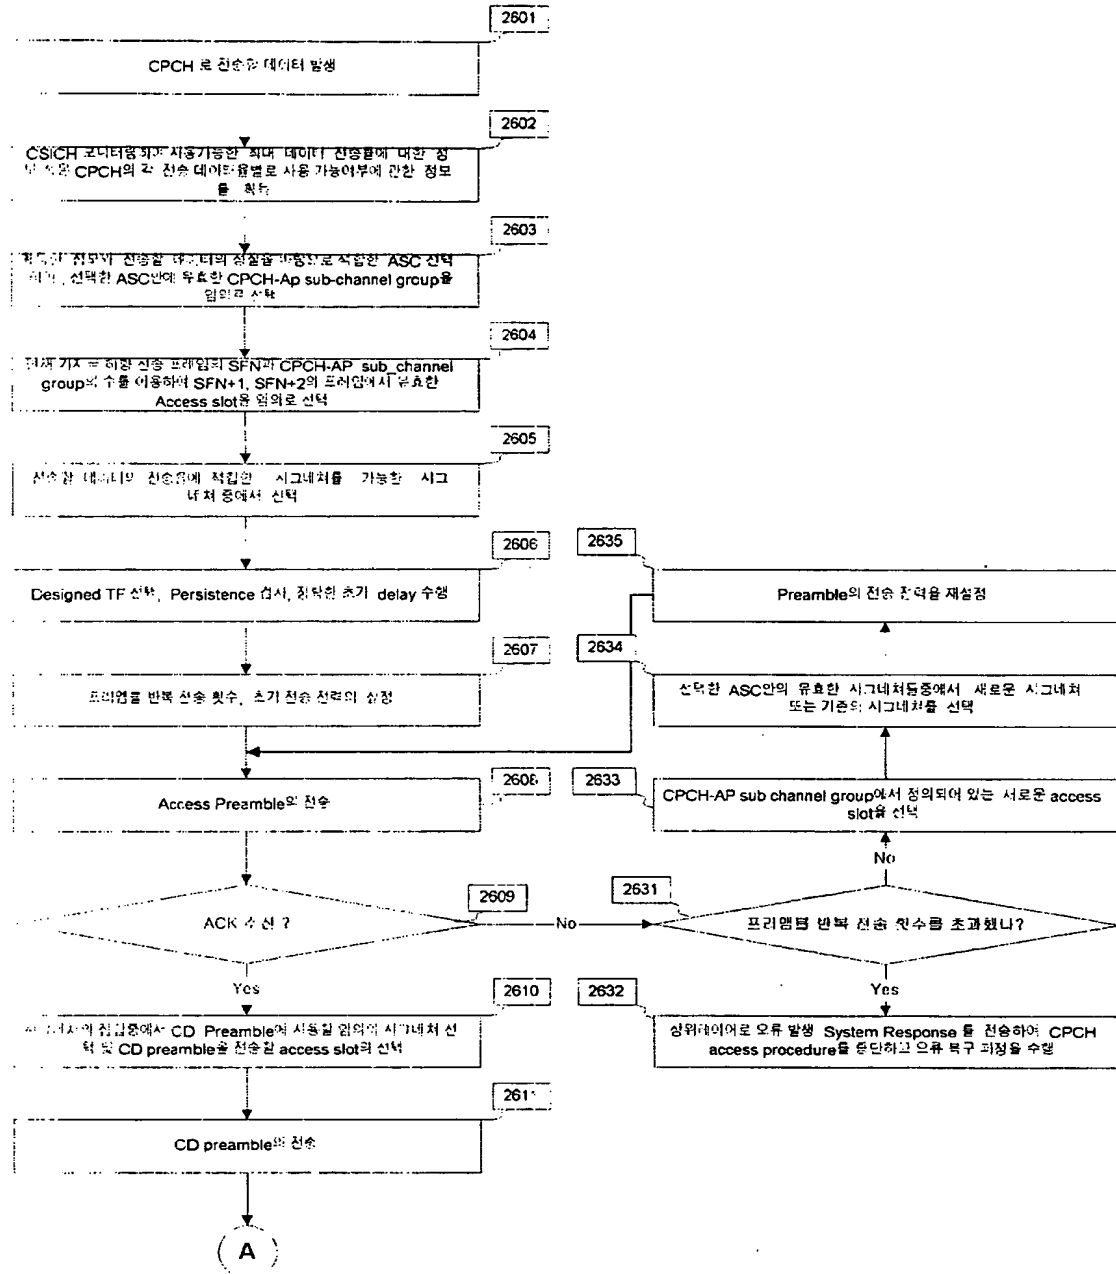 2601
CPCH 로 전송할 데이터 발생
2602
CSICH 모니터링하여 사용가능한 최대 데이터 전송률에 대한 정
CPCH의 각 전송 데이터율별로 사용 가능여부에 관한 정보
를 획득
2603
획득한 정보와 전송할 데이터의 성질을 바탕으로 적합한 ASC 선택
선택한 ASC안에 유효한 CPCH-Ap sub-channel group을
임의로 선택
2604
현재 기지국 하향 전송 프레임의 SFN과 CPCH-AP sub_channel
group의 수를 이용하여 SFN+1, SFN+2의 프레임에서 유효한
Access slot을 임의로 선택
2605
전송할 데이터의 전송율에 적합한 시그네처를 가능한 시그
네처 중에서 선택
2606
Designed TF 선택, Persistence 검사, 정확한 초기 delay 수행
2607
프리앰블 반복 전송 횟수, 초기 전송 전력의 설정
2608
Access Preamble의 전송
ACK 수신 ?
2609
No
Yes
2610
CD Preamble에 사용할 임의의 시그네처 선
택 및 CD preamble을 전송할 access slot의 선택
2611
CD preamble의 전송
A
2635
Preamble의 전송 전력을 재설정
2634
선택한 ASC안의 유효한 시그네처들중에서 새로운 시그네처
또는 기존의 시그네처를 선택
2633
CPCH-AP sub channel group에서 정의되어 있는 새로운 access
slot을 선택
No
2631
프리앰블 반복 전송 횟수를 초과했나?
Yes
2632
상위레이어로 오류 발생 System Response 를 전송하여 CPCH
access procedure를 중단하고 오류 복구 과정을 수행